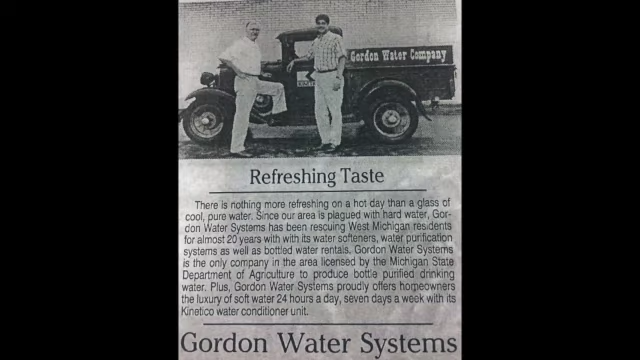 Gordon Water Company
Refreshing Taste
There is nothing more refreshing on a hot day than a glass of
cool, pure water. Since our area is plagued with hard water, Gor-
don Water Systems has been rescuing West Michigan residents
for almost 20 years with with its water softeners, water purification
systems as well as bottled water rentals. Gordon Water Systems
is the only company in the area licensed by the Michigan State
Department of Agriculture to produce bottle purified drinking
water. Plus, Gordon Water Systems proudly offers homeowners
the luxury of soft water 24 hours a day, seven days a week with its
Kinetico water conditioner unit.
Gordon Water Systems